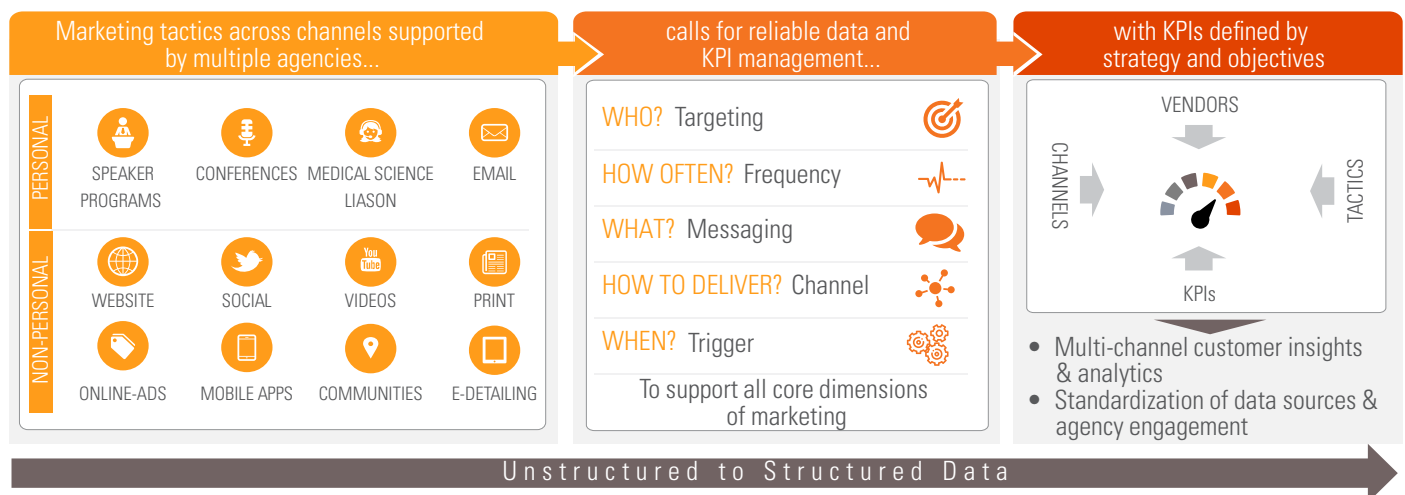 Marketing tactics across channels supported
by multiple agencies...
PERSONAL
SPEAKER
PROGRAMS
CONFERENCES
MEDICAL SCIENCE
LIASON
EMAIL
NON-PERSONAL
WEBSITE
SOCIAL
You
Tube
VIDEOS
PRINT
ONLINE-ADS
MOBILE APPS
COMMUNITIES
E-DETAILING
calls for reliable data and
KPI management...
WHO? Targeting
HOW OFTEN? Frequency
WHAT? Messaging
HOW TO DELIVER? Channel
WHEN? Trigger
To support all core dimensions
of marketing
with KPIs defined by
strategy and objectives
VENDORS
CHANNELS
TACTICS
KPIs
• Multi-channel customer insights
& analytics
• Standardization of data sources &
agency engagement
Unstructured to Structured Data